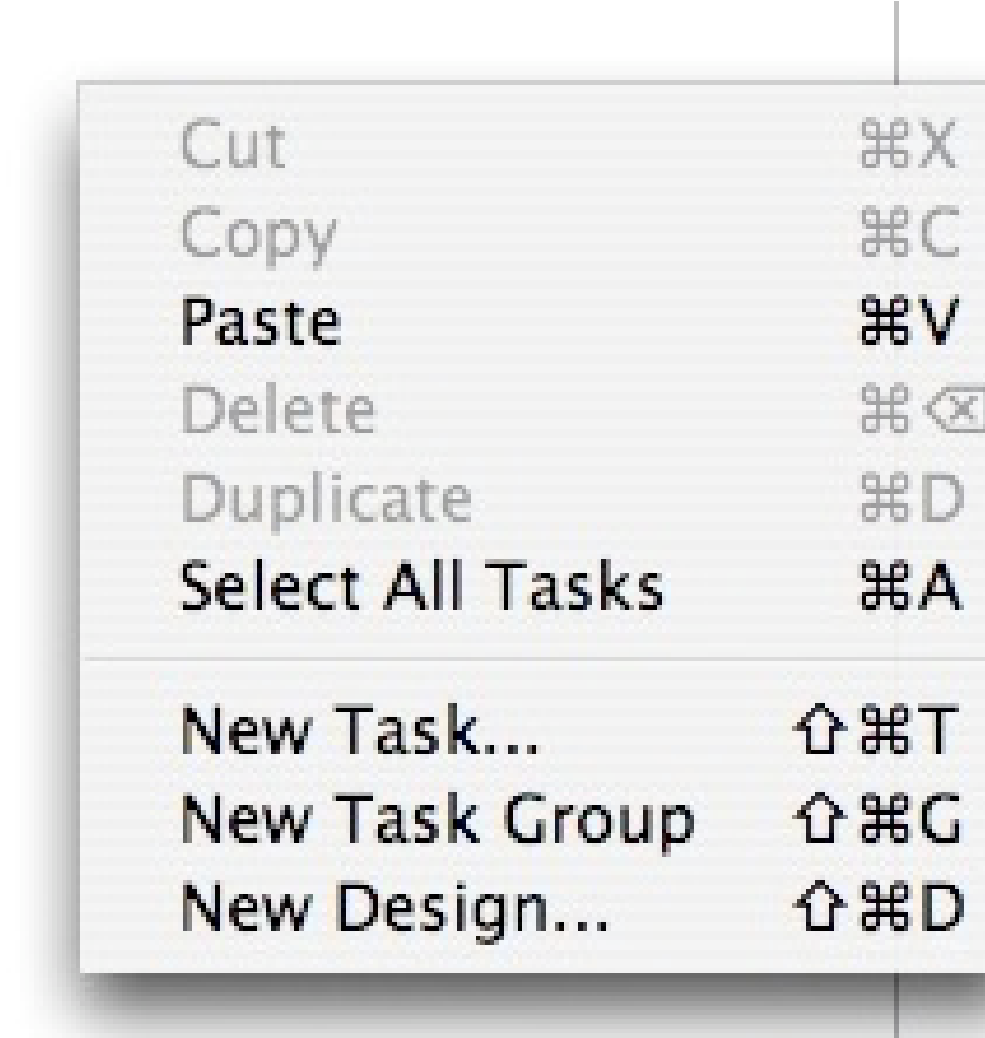 Cut ⌘X
Copy ⌘C
Paste ⌘V
Delete ⌘⌫
Duplicate ⌘D
Select All Tasks ⌘A
New Task... ⇧⌘T
New Task Group ⇧⌘G
New Design... ⇧⌘D